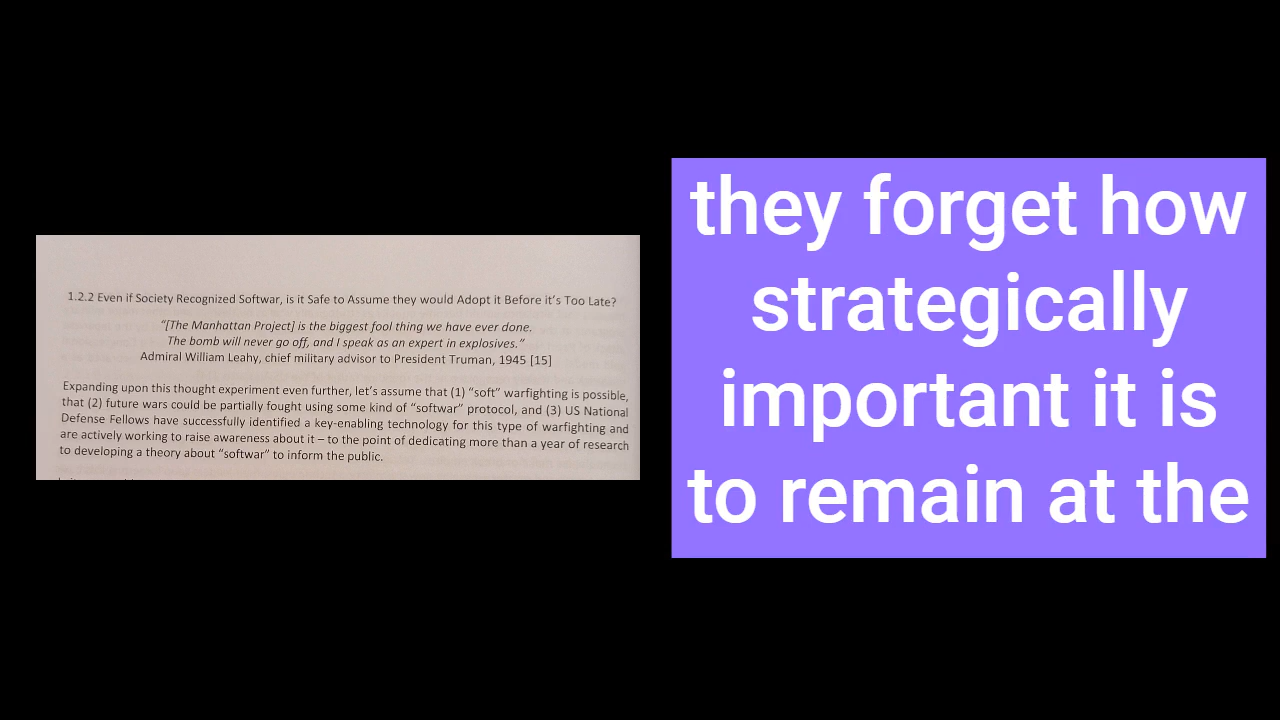 1.2.2 Even if Society Recognized Softwar, is it Safe to Assume they would Adopt it Before it's Too Late?
"[The Manhattan Project] is the biggest fool thing we have ever done.
The bomb will never go off, and I speak as an expert in explosives."
Admiral William Leahy, chief military advisor to President Truman, 1945 [15]
Expanding upon this thought experiment even further, let's assume that (1) "soft" warfighting is possible,
that (2) future wars could be partially fought using some kind of "softwar" protocol, and (3) US National
Defense Fellows have successfully identified a key-enabling technology for this type of warfighting and
are actively working to raise awareness about it – to the point of dedicating more than a year of research
to developing a theory about "softwar" to inform the public.
they forget how
strategically
important it is
to remain at the